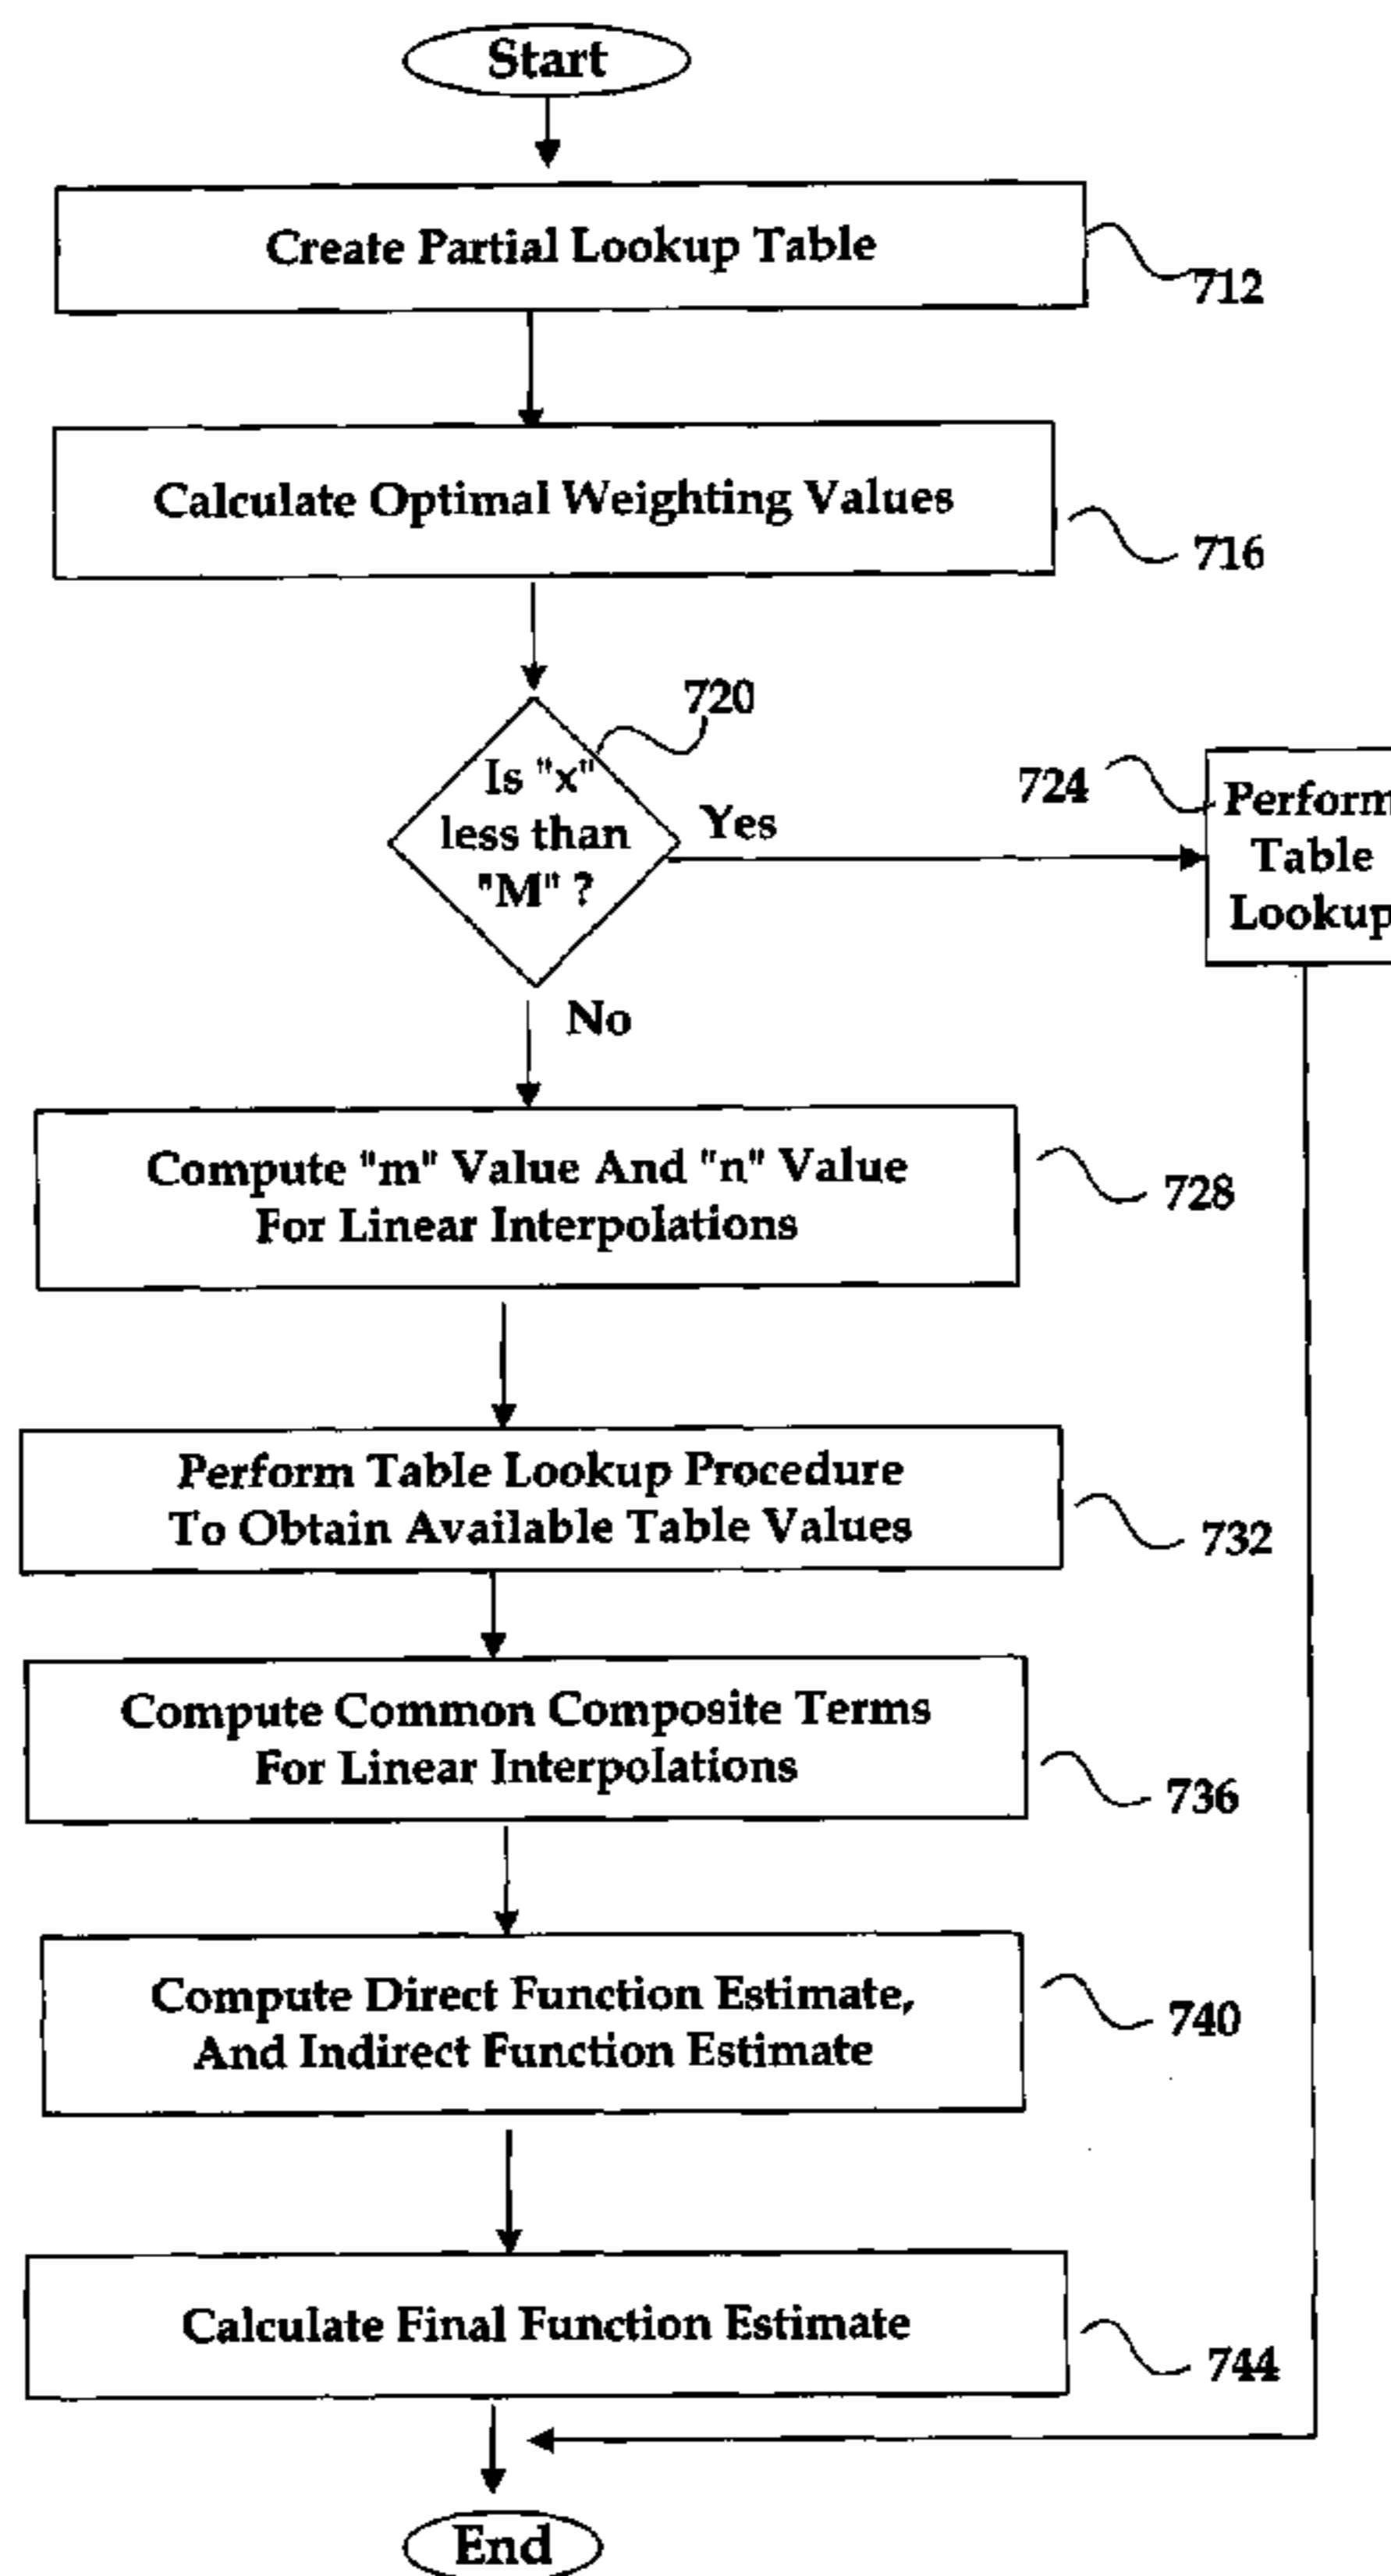 Start
Create Partial Lookup Table
712
Calculate Optimal Weighting Values
716
720
Is "x"
less than
"M" ?
Yes
724
Perform
Table
Lookup
No
Compute "m" Value And "n" Value
For Linear Interpolations
728
Perform Table Lookup Procedure
To Obtain Available Table Values
732
Compute Common Composite Terms
For Linear Interpolations
736
Compute Direct Function Estimate,
And Indirect Function Estimate
740
Calculate Final Function Estimate
744
End